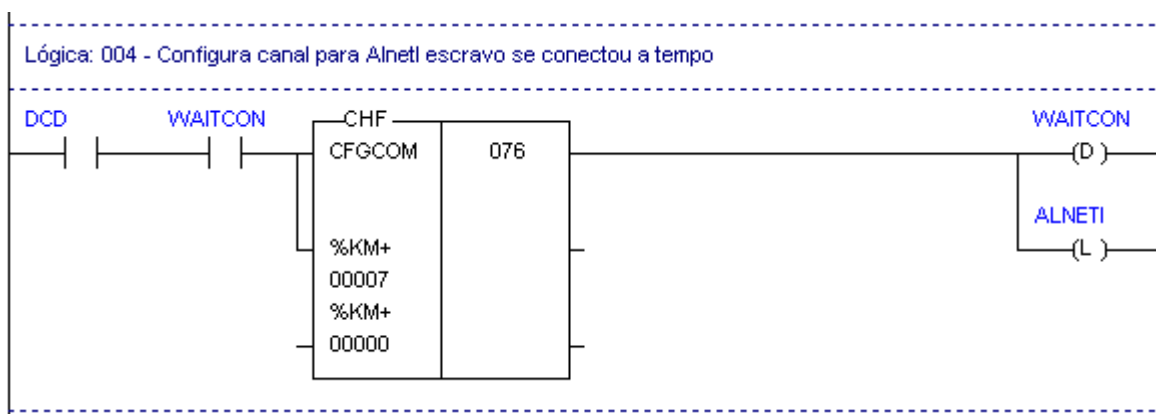 Lógica: 004 - Configura canal para Alnetl escravo se conectou a tempo
DCD WAITCON CHF WAITCON
CFGCOM 076 (D )
ALNETI
%KM+ (L )
00007
%KM+
00000